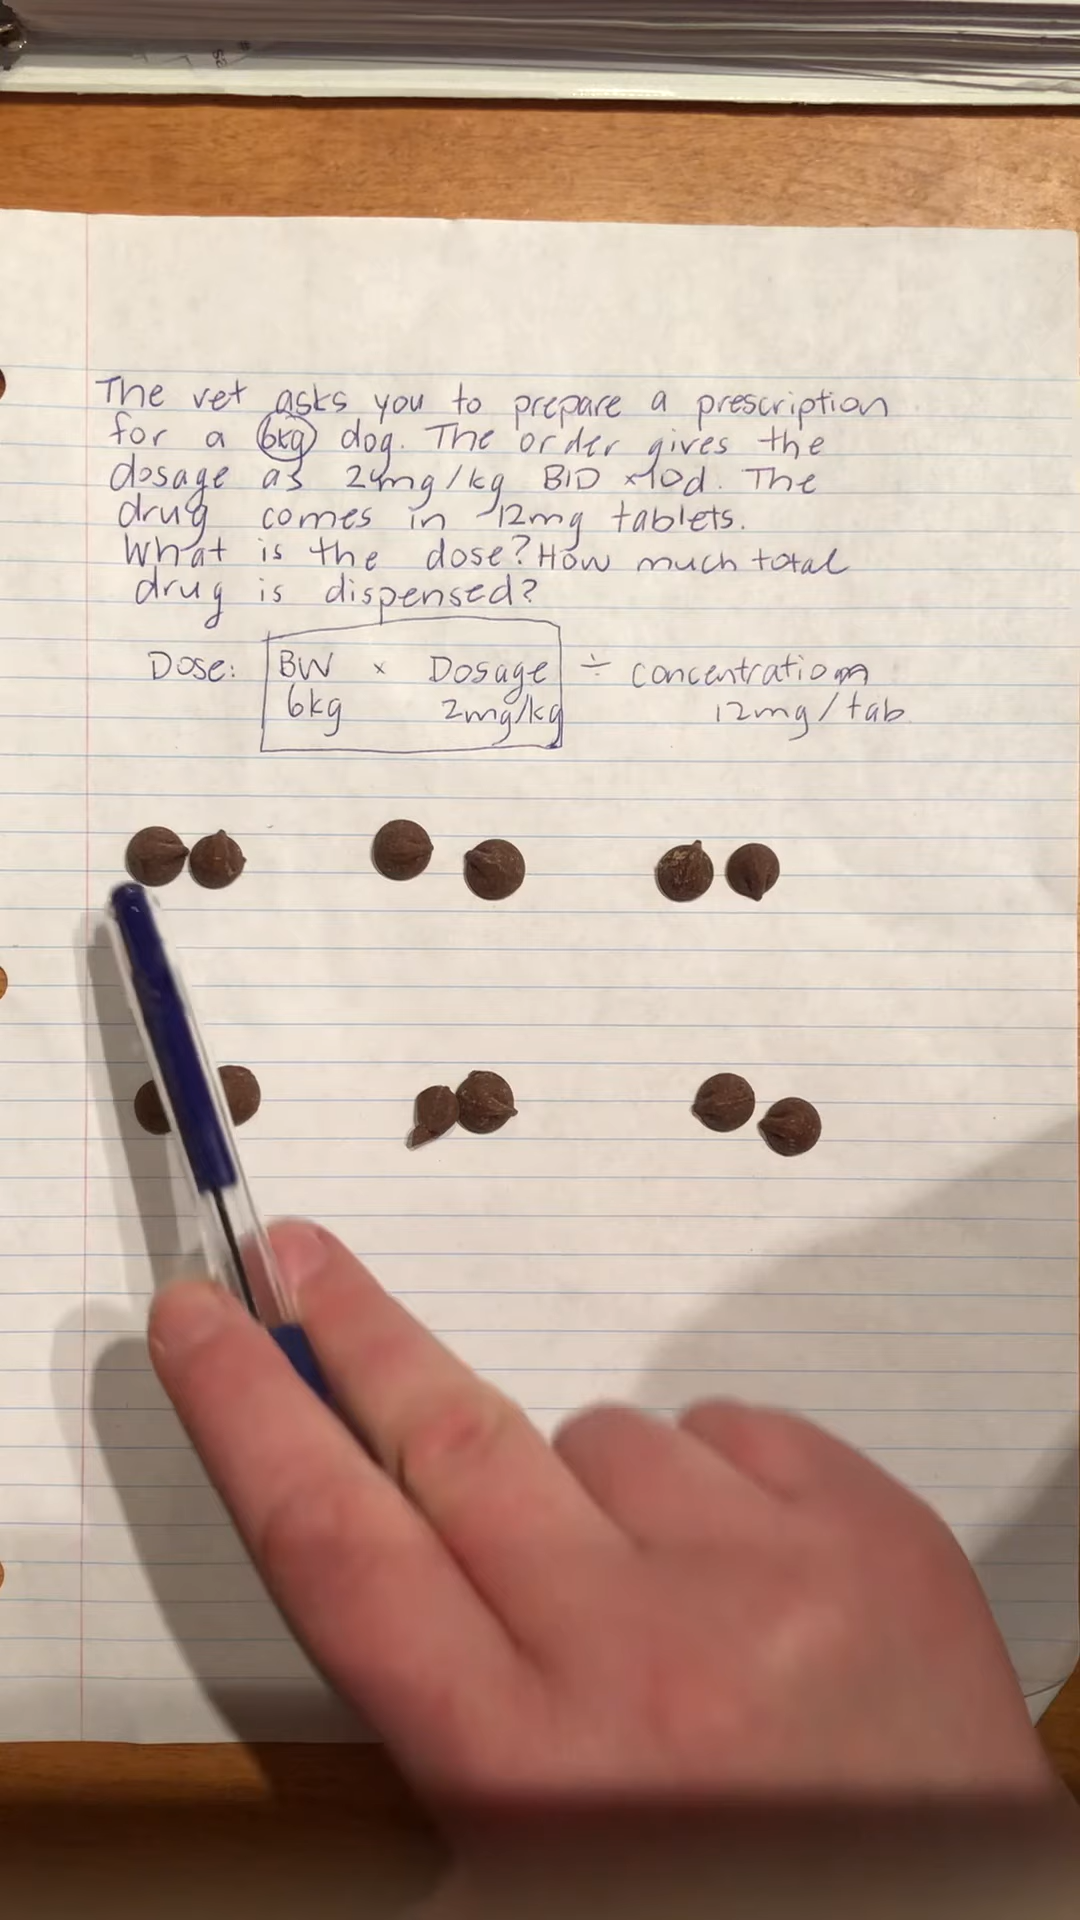 The vet asks you to prepare a prescription
for a 6kg dog. The order gives the
dosage as 2mg/kg BID x10d. The
drug comes in 12mg tablets.
What is the dose? How much total
drug is dispensed?
Dose: BW x Dosage ÷ concentration
6kg 2mg/kg 12mg/tab